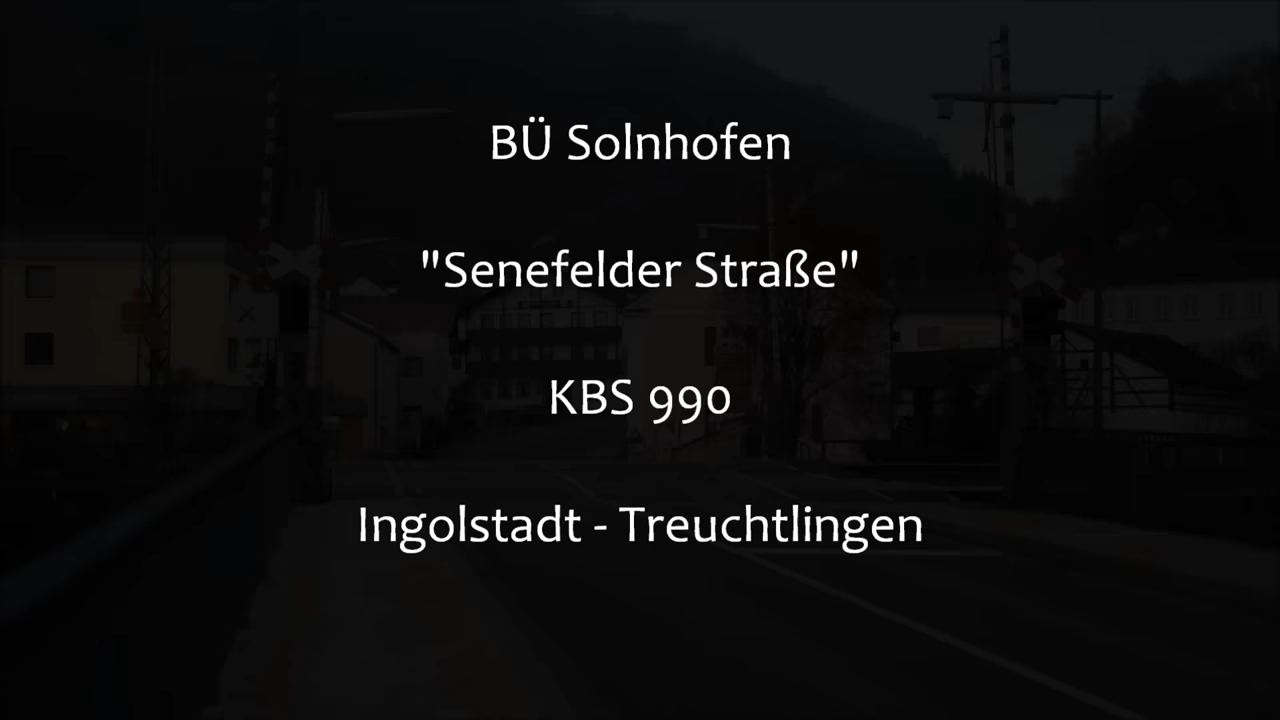 BÜ Solnhofen
"Senefelder Straße"
KBS 990
Ingolstadt - Treuchtlingen